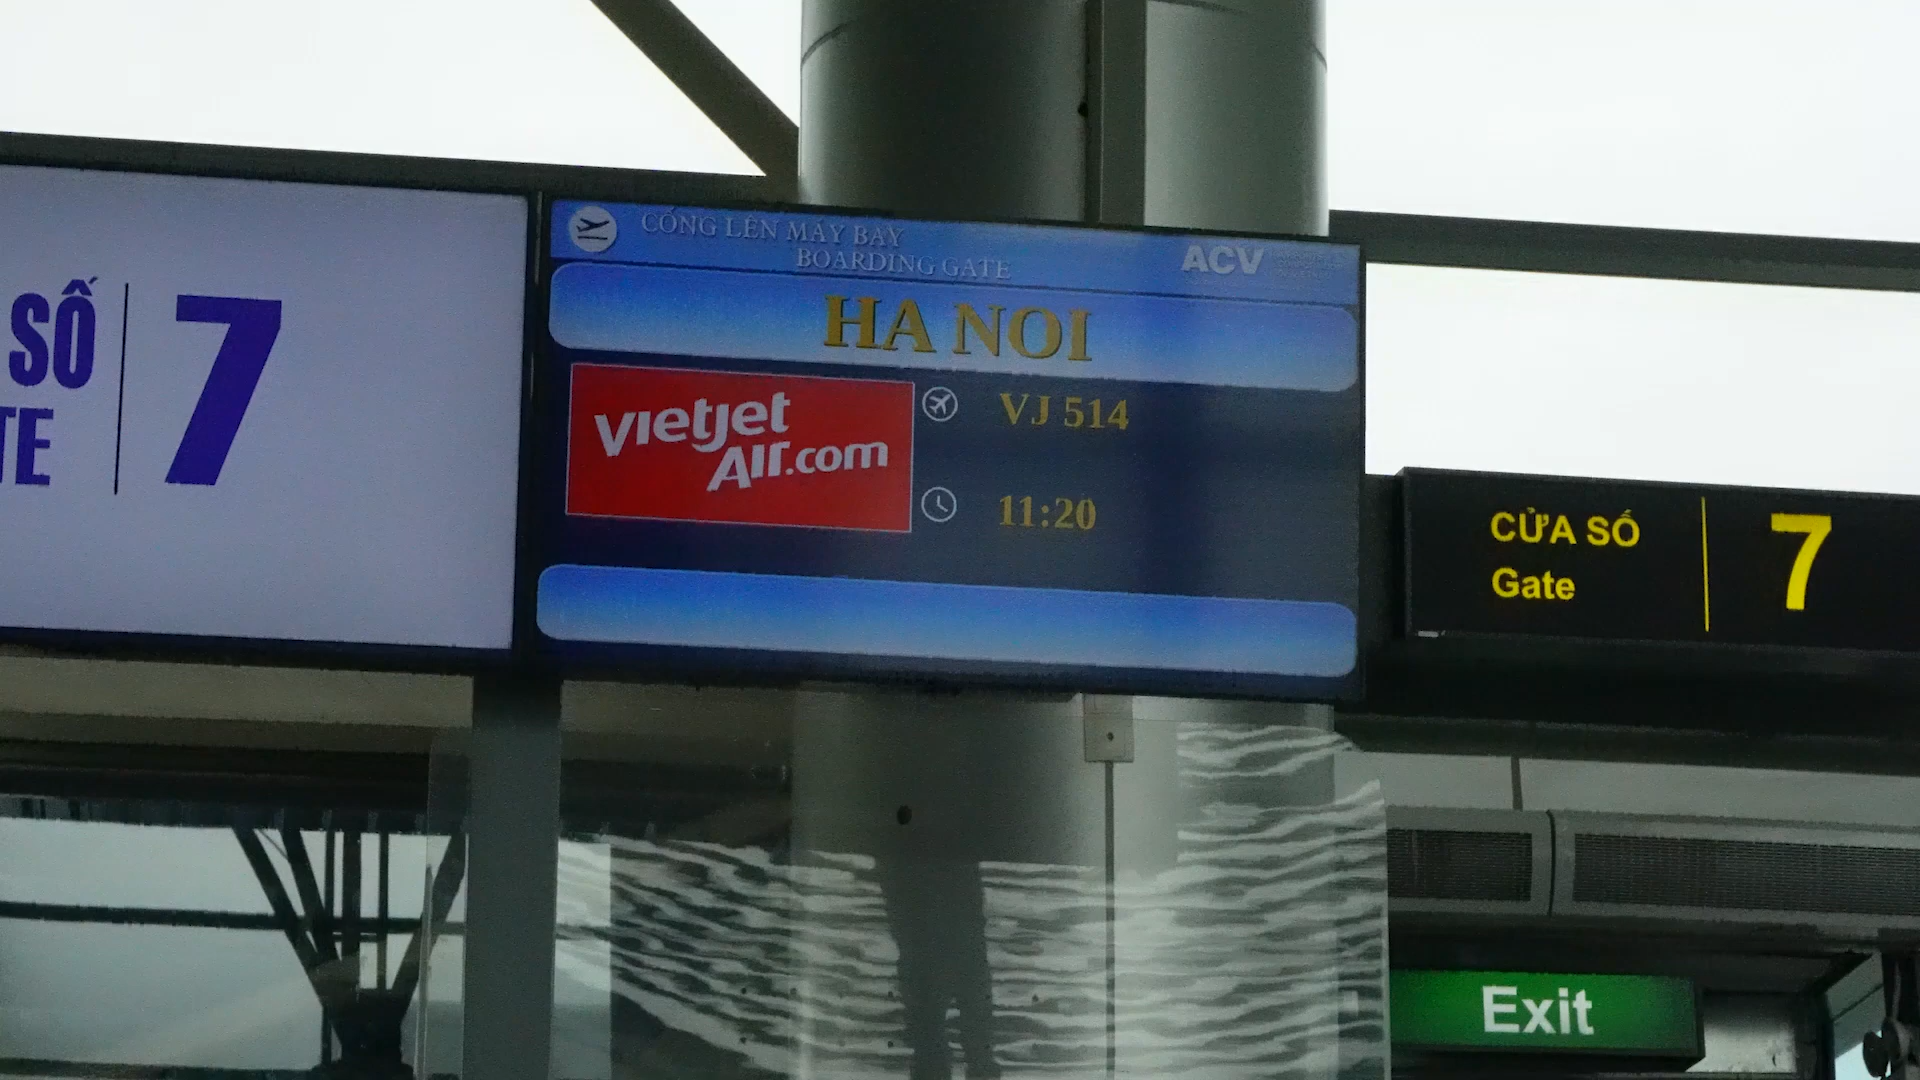 SỐ
TE
7
CỔNG LÊN MÁY BAY
BOARDING GATE
ACV
HA NOI
vietjet
Air.com
VJ 514
11:20
CỬA SỐ
Gate
7
Exit